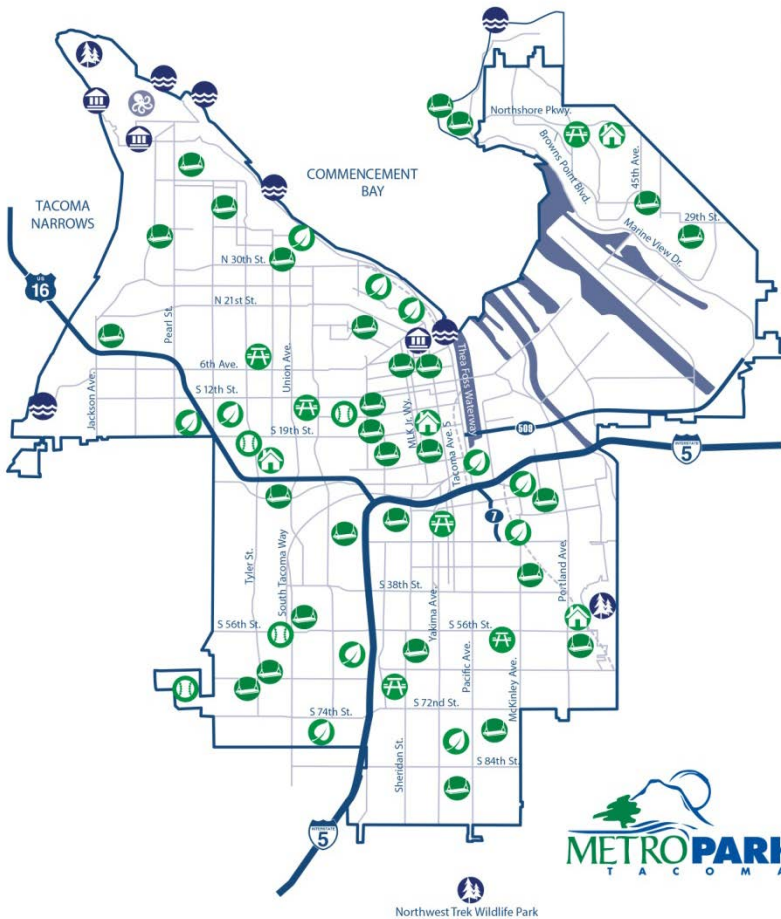 Northshore Pkwy.
Browns Point Blvd.
45th Ave.
COMMENCEMENT
BAY
TACOMA
NARROWS
29th St.
Marine View Dr.
N 30th St.
US
16
N 21st St.
Pearl St.
6th Ave.
Union Ave.
Thea Foss Waterway
Jackson Ave.
S 12th St.
MLK Jr. Wy.
S 19th St.
Tacoma Ave. S
509
INTERSTATE
5
7
Tyler St.
South Tacoma Way
Portland Ave.
S 38th St.
Yakima Ave.
S 56th St.
S 56th St.
Pacific Ave.
McKinley Ave.
S 72nd St.
S 74th St.
Sheridan St.
S 84th St.
INTERSTATE
5
METROPARK
TACOMA
Northwest Trek Wildlife Park